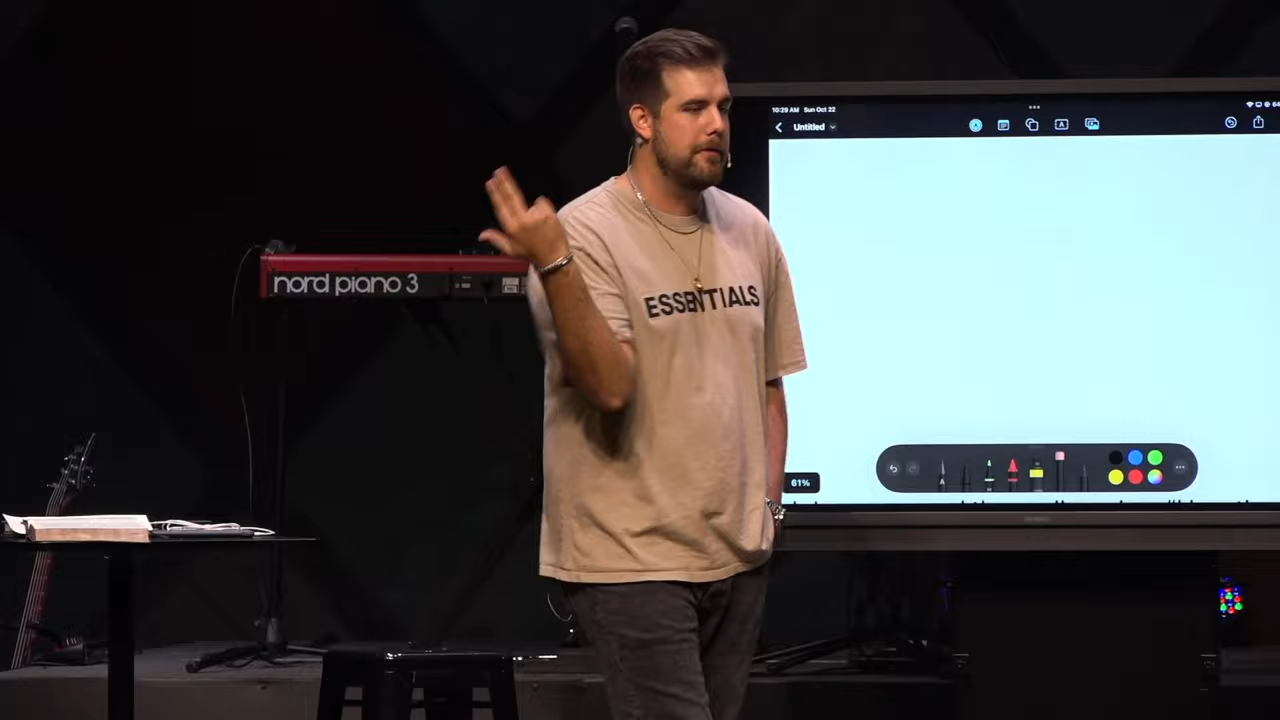 10:29 AM Sun Oct 22
Untitled
nord piano 3
ESSENTIALS
61%